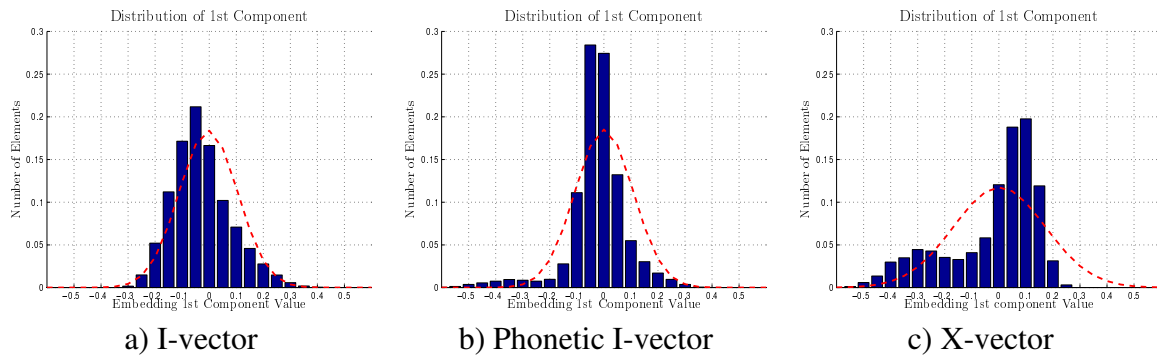 Distribution of 1st Component
Number of Elements
0.3
0.25
0.2
0.15
0.1
0.05
0
−0.5 −0.4 −0.3 −0.2 −0.1 0 0.1 0.2 0.3 0.4 0.5
Embedding 1st Component Value
a) I-vector
Distribution of 1st Component
Number of Elements
0.3
0.25
0.2
0.15
0.1
0.05
0
−0.5 −0.4 −0.3 −0.2 −0.1 0 0.1 0.2 0.3 0.4 0.5
Embedding 1st Component Value
b) Phonetic I-vector
Distribution of 1st Component
Number of Elements
0.3
0.25
0.2
0.15
0.1
0.05
0
−0.5 −0.4 −0.3 −0.2 −0.1 0 0.1 0.2 0.3 0.4 0.5
Embedding 1st component Value
c) X-vector